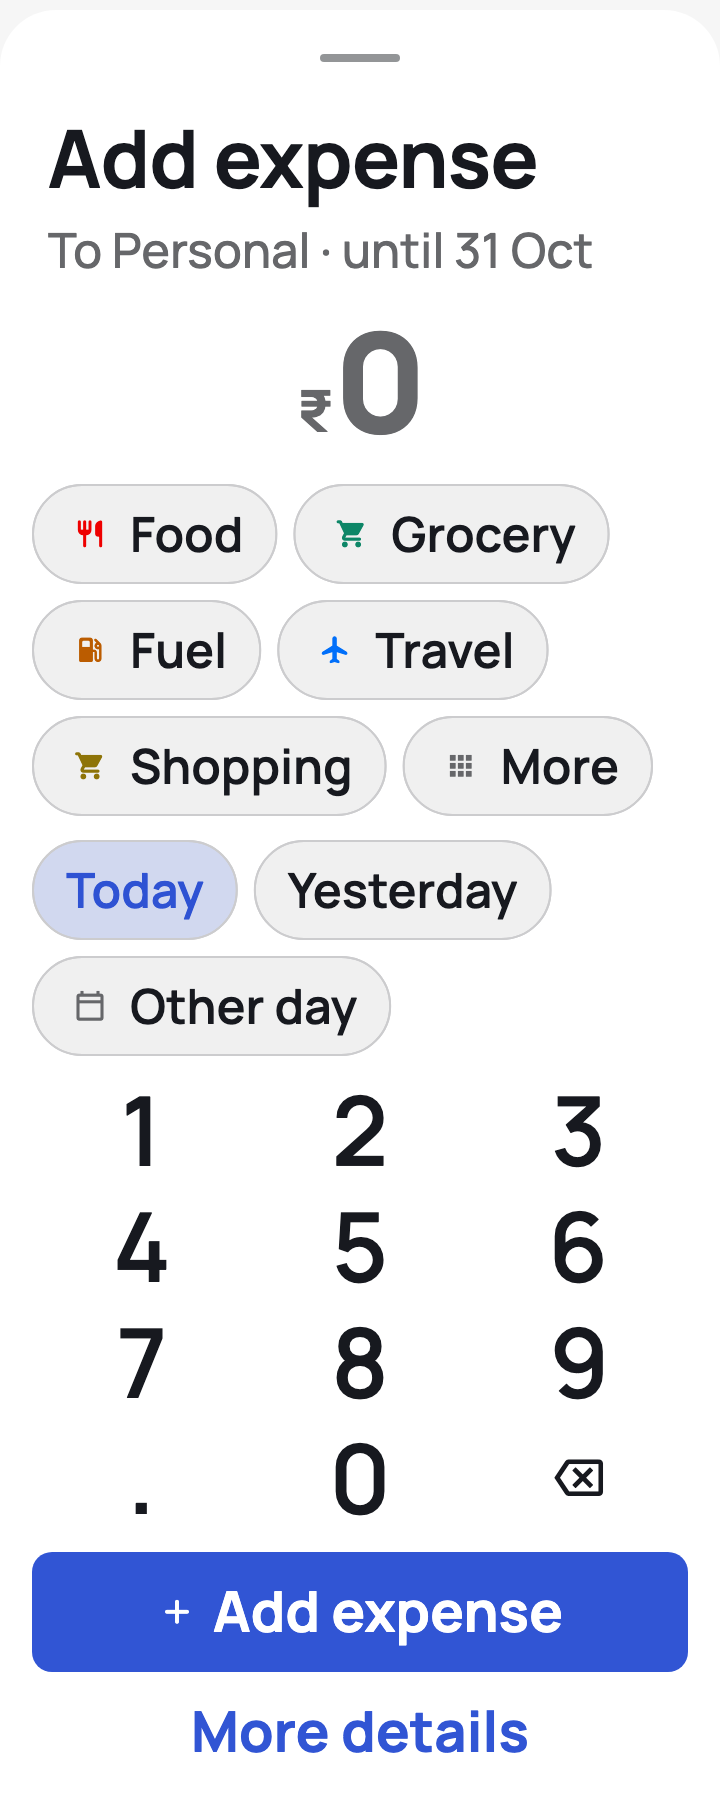 Add expense
To Personal · until 31 Oct
₹0
Food Grocery
Fuel Travel
Shopping More
Today Yesterday
Other day
1 2 3
4 5 6
7 8 9
. 0
+ Add expense
More details